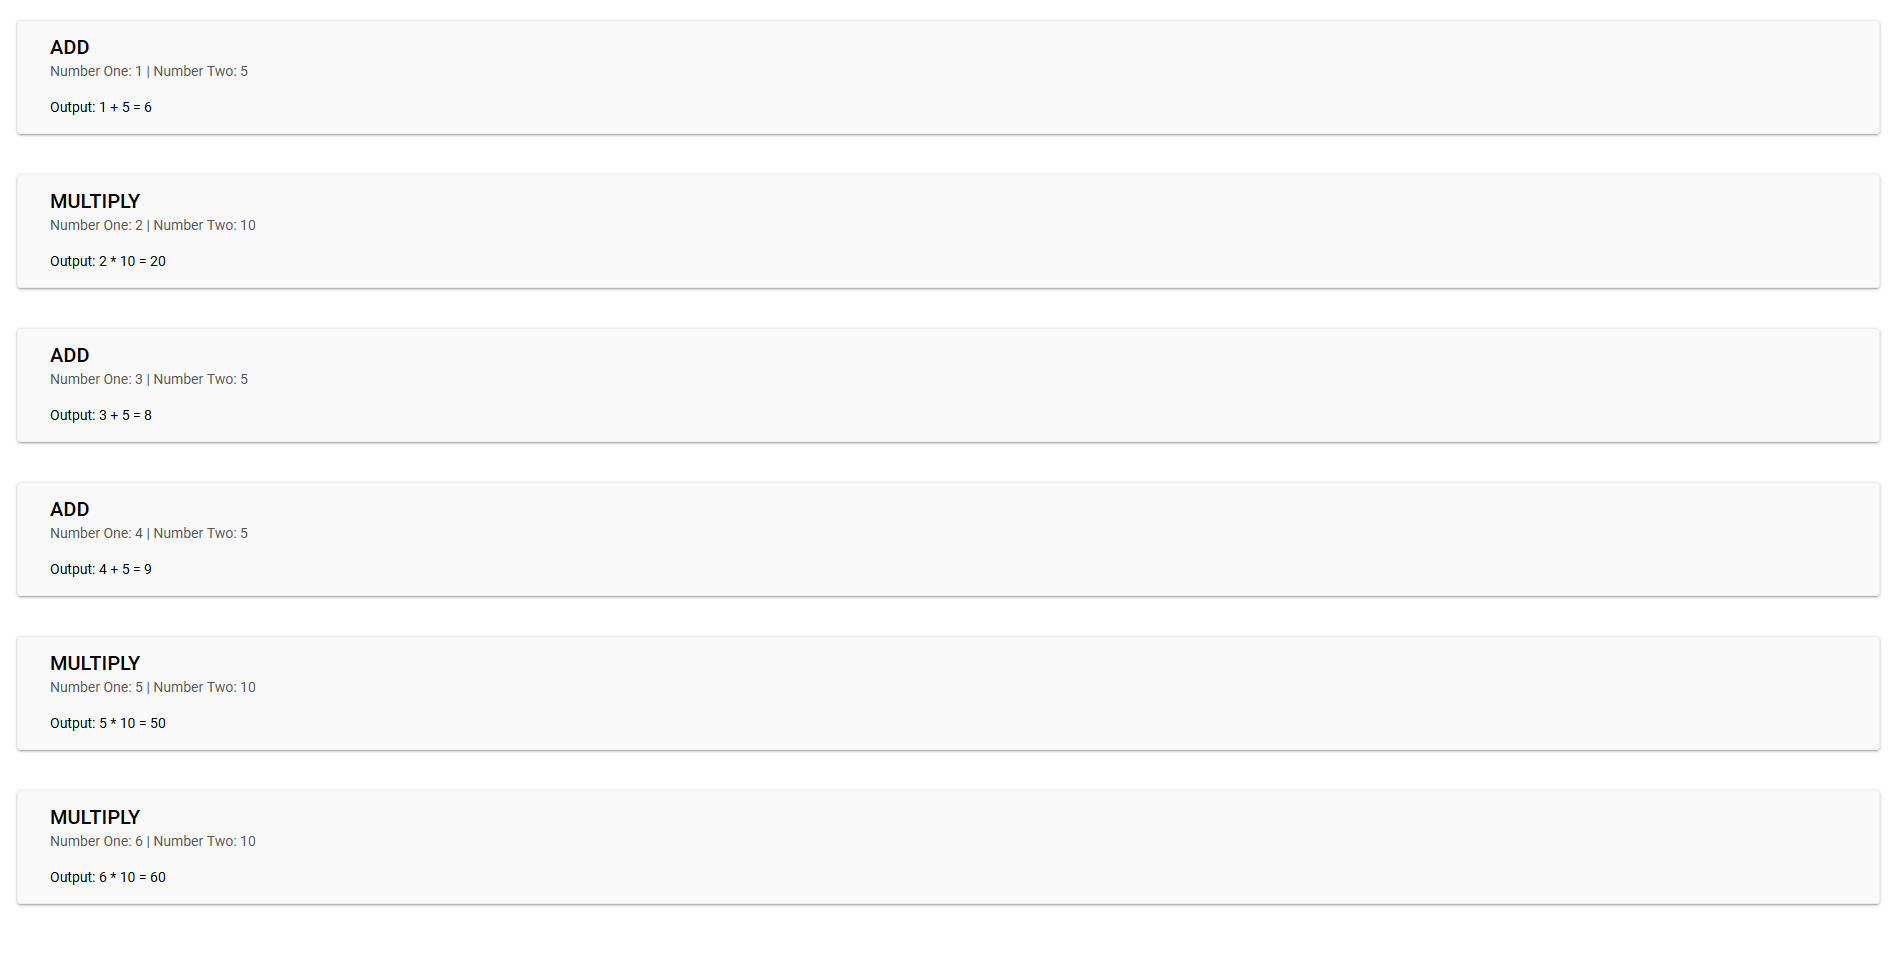 ADD
Number One: 1 | Number Two: 5
Output: 1 + 5 = 6
MULTIPLY
Number One: 2 | Number Two: 10
Output: 2 * 10 = 20
ADD
Number One: 3 | Number Two: 5
Output: 3 + 5 = 8
ADD
Number One: 4 | Number Two: 5
Output: 4 + 5 = 9
MULTIPLY
Number One: 5 | Number Two: 10
Output: 5 * 10 = 50
MULTIPLY
Number One: 6 | Number Two: 10
Output: 6 * 10 = 60